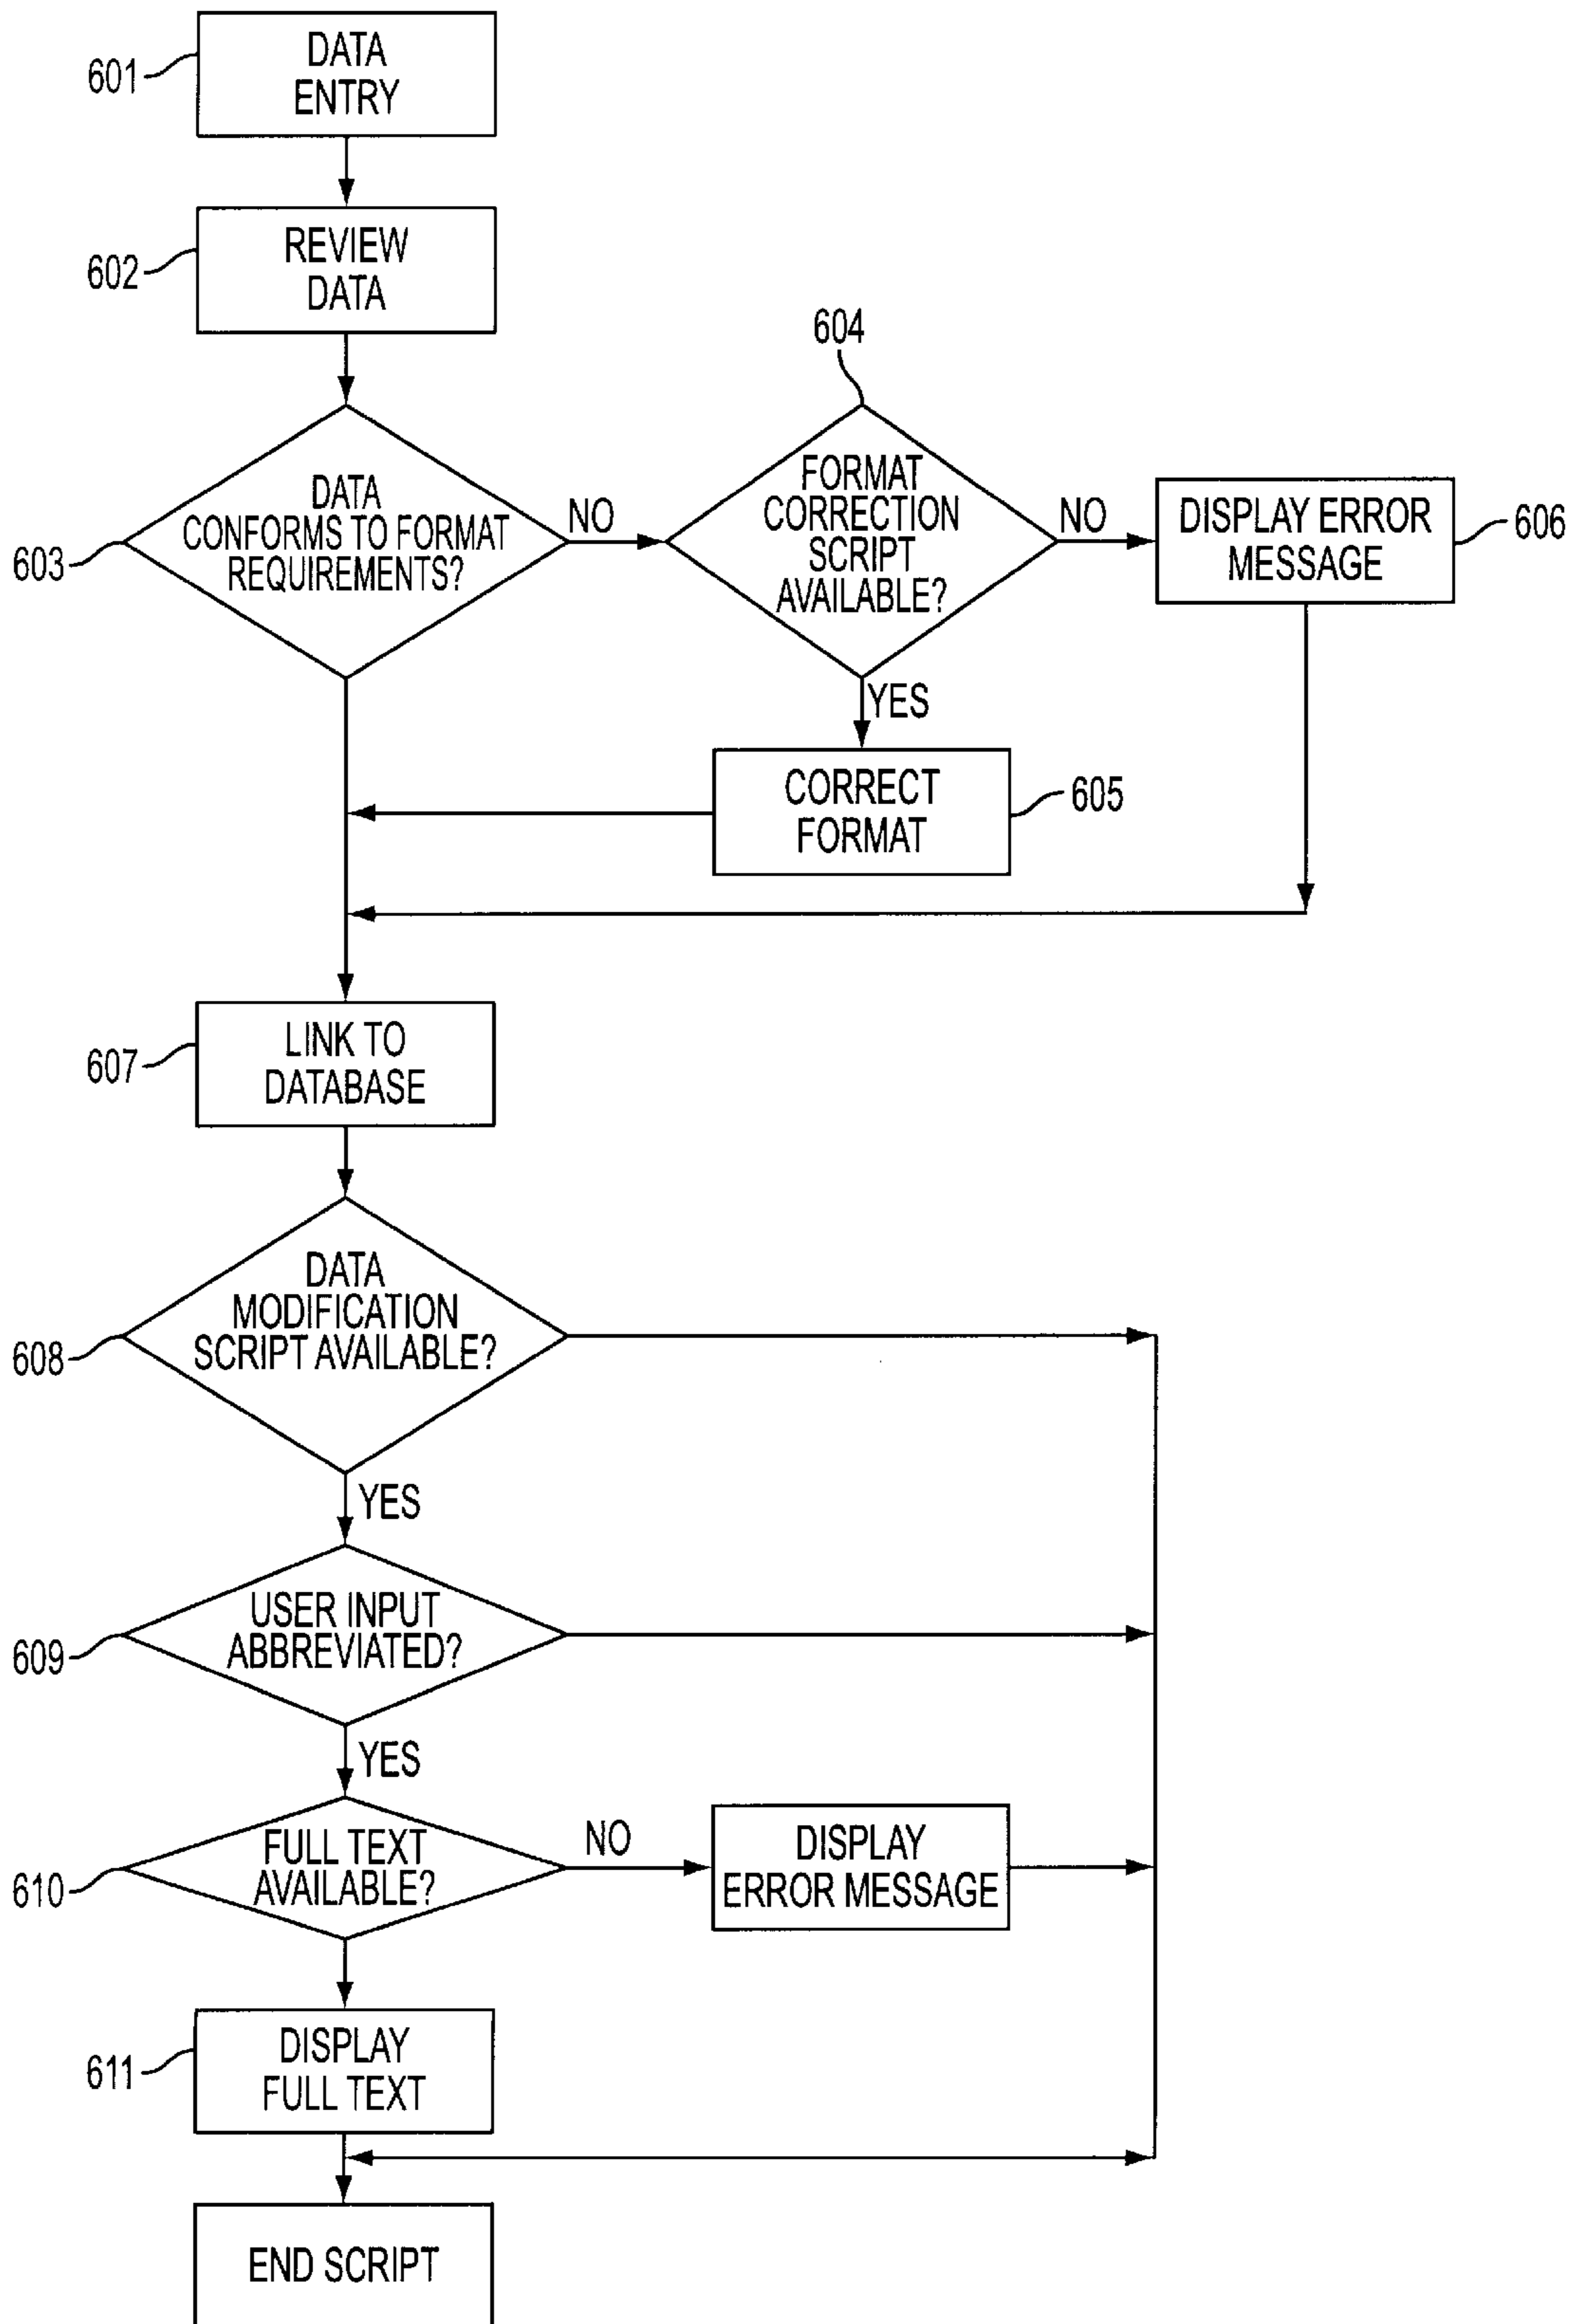 DATA
ENTRY
601
REVIEW
DATA
602
604
DATA
CONFORMS TO FORMAT
REQUIREMENTS?
603
NO
FORMAT
CORRECTION
SCRIPT
AVAILABLE?
NO
DISPLAY ERROR
MESSAGE
606
YES
CORRECT
FORMAT
605
LINK TO
DATABASE
607
DATA
MODIFICATION
SCRIPT AVAILABLE?
608
YES
USER INPUT
ABBREVIATED?
609
YES
FULL TEXT
AVAILABLE?
610
NO
DISPLAY
ERROR MESSAGE
DISPLAY
FULL TEXT
611
END SCRIPT